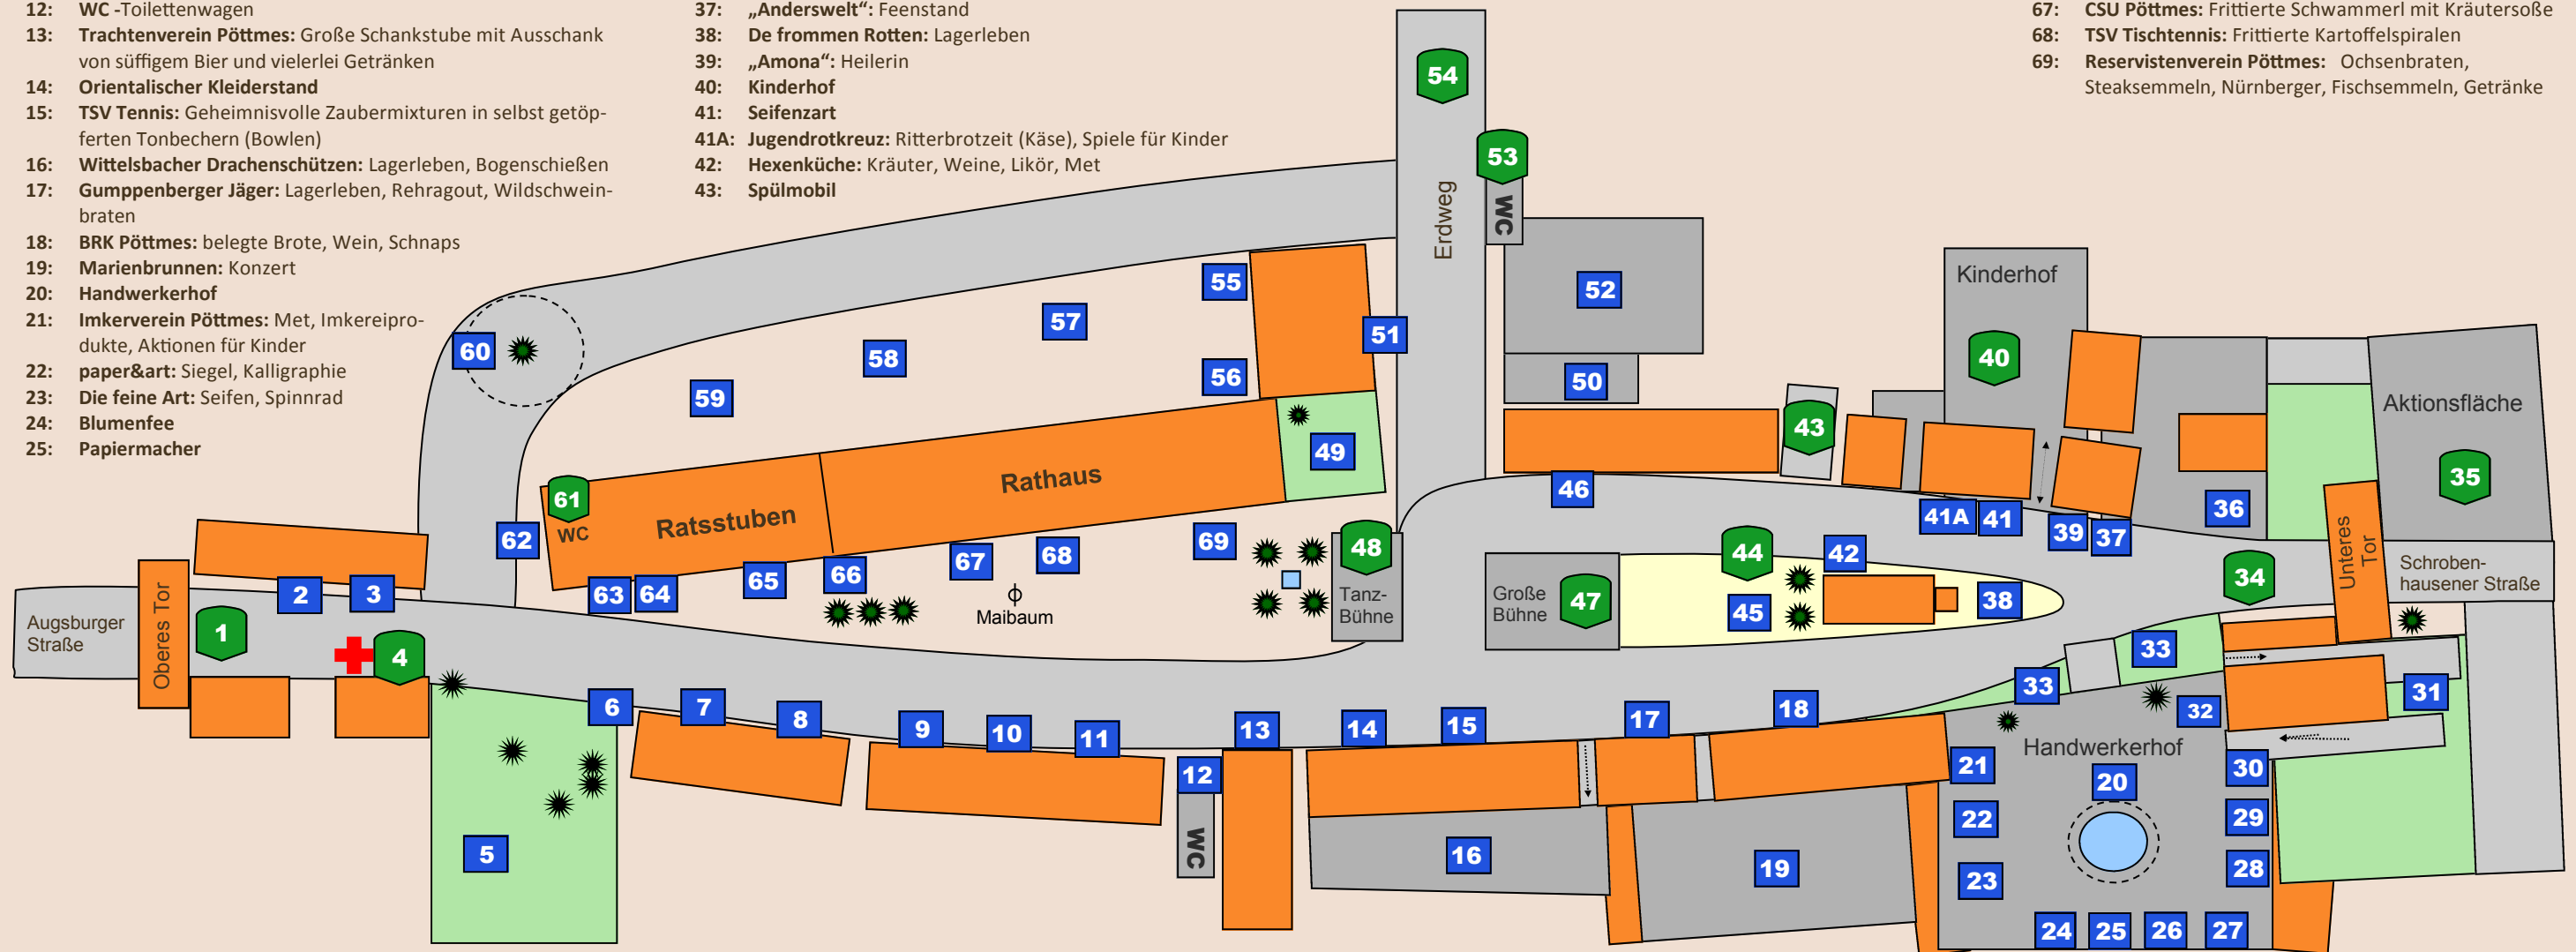 12: WC -Toilettenwagen
13: Trachtenverein Pöttmes: Große Schankstube mit Ausschank
von süffigem Bier und vielerlei Getränken
14: Orientalischer Kleiderstand
15: TSV Tennis: Geheimnisvolle Zaubermixturen in selbst getöp-
ferten Tonbechern (Bowlen)
16: Wittelsbacher Drachenschützen: Lagerleben, Bogenschießen
17: Gumppenberger Jäger: Lagerleben, Rehragout, Wildschwein-
braten
18: BRK Pöttmes: belegte Brote, Wein, Schnaps
19: Marienbrunnen: Konzert
20: Handwerkerhof
21: Imkerverein Pöttmes: Met, Imkereipro-
dukte, Aktionen für Kinder
22: paper&art: Siegel, Kalligraphie
23: Die feine Art: Seifen, Spinnrad
24: Blumenfee
25: Papiermacher
37: „Anderswelt“: Feenstand
38: De frommen Rotten: Lagerleben
39: „Amona“: Heilerin
40: Kinderhof
41: Seifenzart
41A: Jugendrotkreuz: Ritterbrotzeit (Käse), Spiele für Kinder
42: Hexenküche: Kräuter, Weine, Likör, Met
43: Spülmobil
67: CSU Pöttmes: Frittierte Schwammerl mit Kräutersoße
68: TSV Tischtennis: Frittierte Kartoffelspiralen
69: Reservistenverein Pöttmes: Ochsenbraten,
Steaksemmeln, Nürnberger, Fischsemmeln, Getränke
54
53
WC
Erdweg
52
50
55
51
57
56
58
60
59
49
Rathaus
Ratsstuben
61
WC
62
63
64
65
66
67
68
69
Maibaum
48
Tanz-
Bühne
Kinderhof
40
43
46
41A
41
39
37
36
Aktionsfläche
35
Unteres
Tor
34
Schroben-
hausener Straße
44
42
45
38
Große
Bühne
47
Augsburger
Straße
Oberes Tor
1
2
3
4
5
6
7
8
9
10
11
12
WC
13
14
15
16
17
18
19
33
33
32
31
Handwerkerhof
20
21
22
23
24
25
26
27
28
29
30